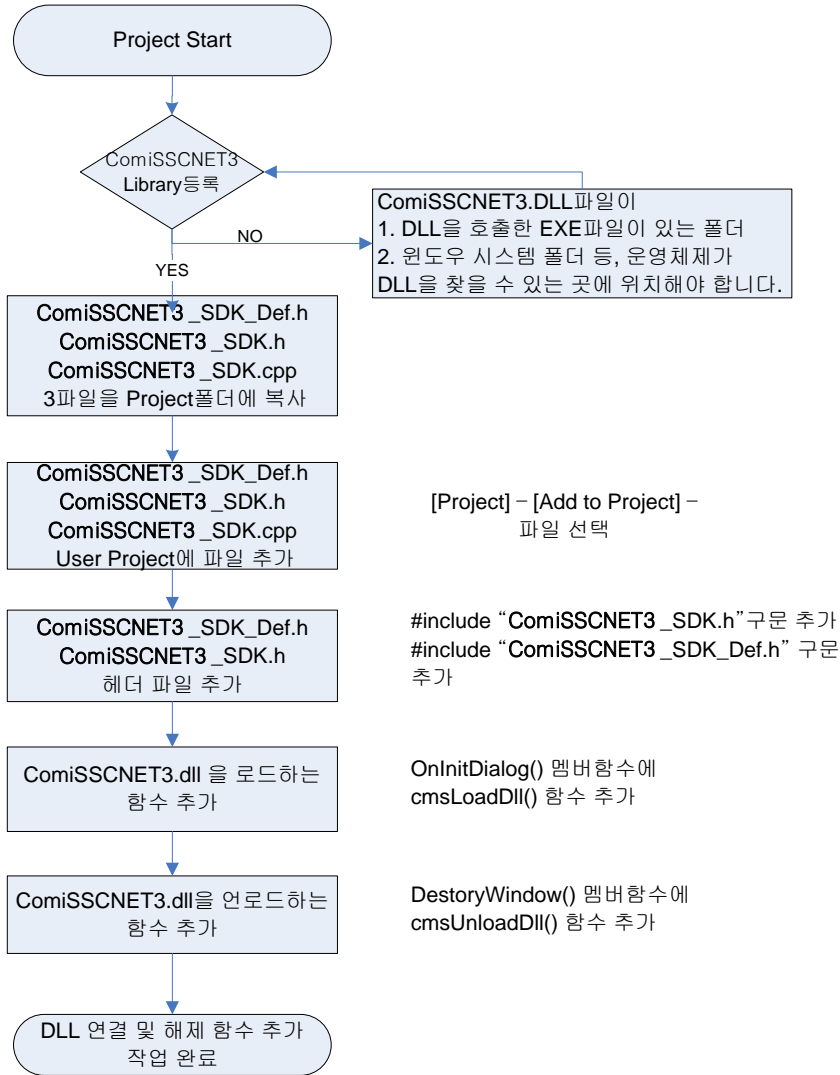 Project Start
ComiSSCNET3
Library등록
NO
YES
ComiSSCNET3.DLL파일이
1. DLL을 호출한 EXE파일이 있는 폴더
2. 윈도우 시스템 폴더 등, 운영체제가
DLL을 찾을 수 있는 곳에 위치해야 합니다.
ComiSSCNET3 _SDK_Def.h
ComiSSCNET3 _SDK.h
ComiSSCNET3 _SDK.cpp
3파일을 Project폴더에 복사
ComiSSCNET3 _SDK_Def.h
ComiSSCNET3 _SDK.h
ComiSSCNET3 _SDK.cpp
User Project에 파일 추가
[Project] – [Add to Project] –
파일 선택
ComiSSCNET3 _SDK_Def.h
ComiSSCNET3 _SDK.h
헤더 파일 추가
#include “ComiSSCNET3 _SDK.h”구문 추가
#include “ComiSSCNET3 _SDK_Def.h” 구문
추가
ComiSSCNET3.dll 을 로드하는
함수 추가
OnInitDialog() 멤버함수에
cmsLoadDll() 함수 추가
ComiSSCNET3.dll을 언로드하는
함수 추가
DestoryWindow() 멤버함수에
cmsUnloadDll() 함수 추가
DLL 연결 및 해제 함수 추가
작업 완료